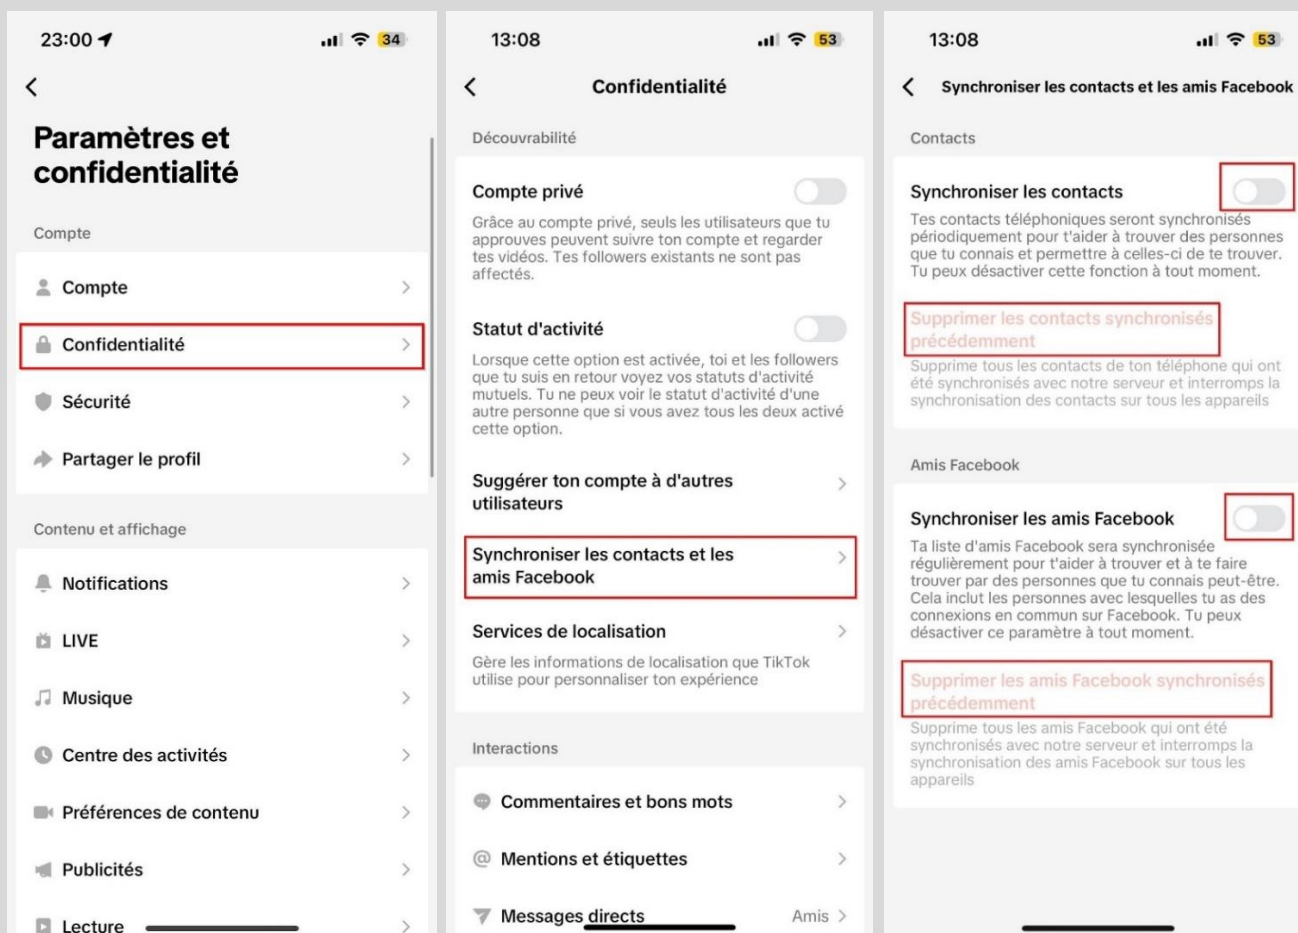 23:00
34
Paramètres et
confidentialité
Compte
Compte
Confidentialité
Sécurité
Partager le profil
Contenu et affichage
Notifications
LIVE
Musique
Centre des activités
Préférences de contenu
Publicités
Lecture
13:08
53
Confidentialité
Découvrabilité
Compte privé
Grâce au compte privé, seuls les utilisateurs que tu
approuves peuvent suivre ton compte et regarder
tes vidéos. Tes followers existants ne sont pas
affectés.
Statut d'activité
Lorsque cette option est activée, toi et les followers
que tu suis en retour voyez vos statuts d'activité
mutuels. Tu ne peux voir le statut d'activité d'une
autre personne que si vous avez tous les deux activé
cette option.
Suggérer ton compte à d'autres
utilisateurs
Synchroniser les contacts et les
amis Facebook
Services de localisation
Gère les informations de localisation que TikTok
utilise pour personnaliser ton expérience
Interactions
Commentaires et bons mots
@ Mentions et étiquettes
Messages directs Amis
13:08
53
Synchroniser les contacts et les amis Facebook
Contacts
Synchroniser les contacts
Tes contacts téléphoniques seront synchronisés
périodiquement pour t'aider à trouver des personnes
que tu connais et permettre à celles-ci de te trouver.
Tu peux désactiver cette fonction à tout moment.
Supprimer les contacts synchronisés
précédemment
Supprime tous les contacts de ton téléphone qui ont
été synchronisés avec notre serveur et interromps la
synchronisation des contacts sur tous les appareils
Amis Facebook
Synchroniser les amis Facebook
Ta liste d'amis Facebook sera synchronisée
régulièrement pour t'aider à trouver et à te faire
trouver par des personnes que tu connais peut-être.
Cela inclut les personnes avec lesquelles tu as des
connexions en commun sur Facebook. Tu peux
désactiver ce paramètre à tout moment.
Supprimer les amis Facebook synchronisés
précédemment
Supprime tous les amis Facebook qui ont été
synchronisés avec notre serveur et interromps la
synchronisation des amis Facebook sur tous les
appareils